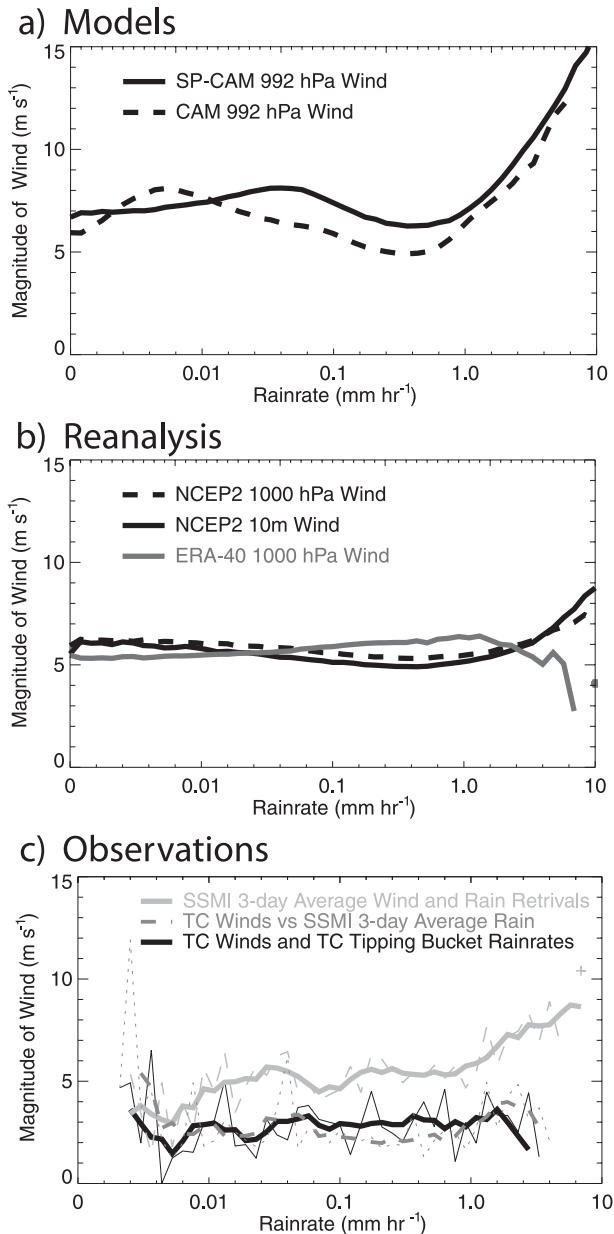 a) Models
15
SP-CAM 992 hPa Wind
CAM 992 hPa Wind
10
5
0
Magnitude of Wind (m s-1)
0 0.01 0.1 1.0 10
Rainrate (mm hr-1)
b) Reanalysis
15
NCEP2 1000 hPa Wind
NCEP2 10m Wind
ERA-40 1000 hPa Wind
10
5
0
Magnitude of Wind (m s-1)
0 0.01 0.1 1.0 10
Rainrate (mm hr-1)
c) Observations
15
SSMI 3-day Average Wind and Rain Retrivals
TC Winds vs SSMI 3-day Average Rain
TC Winds and TC Tipping Bucket Rainrates
10
5
0
Magnitude of Wind (m s-1)
0 0.01 0.1 1.0 10
Rainrate (mm hr-1)